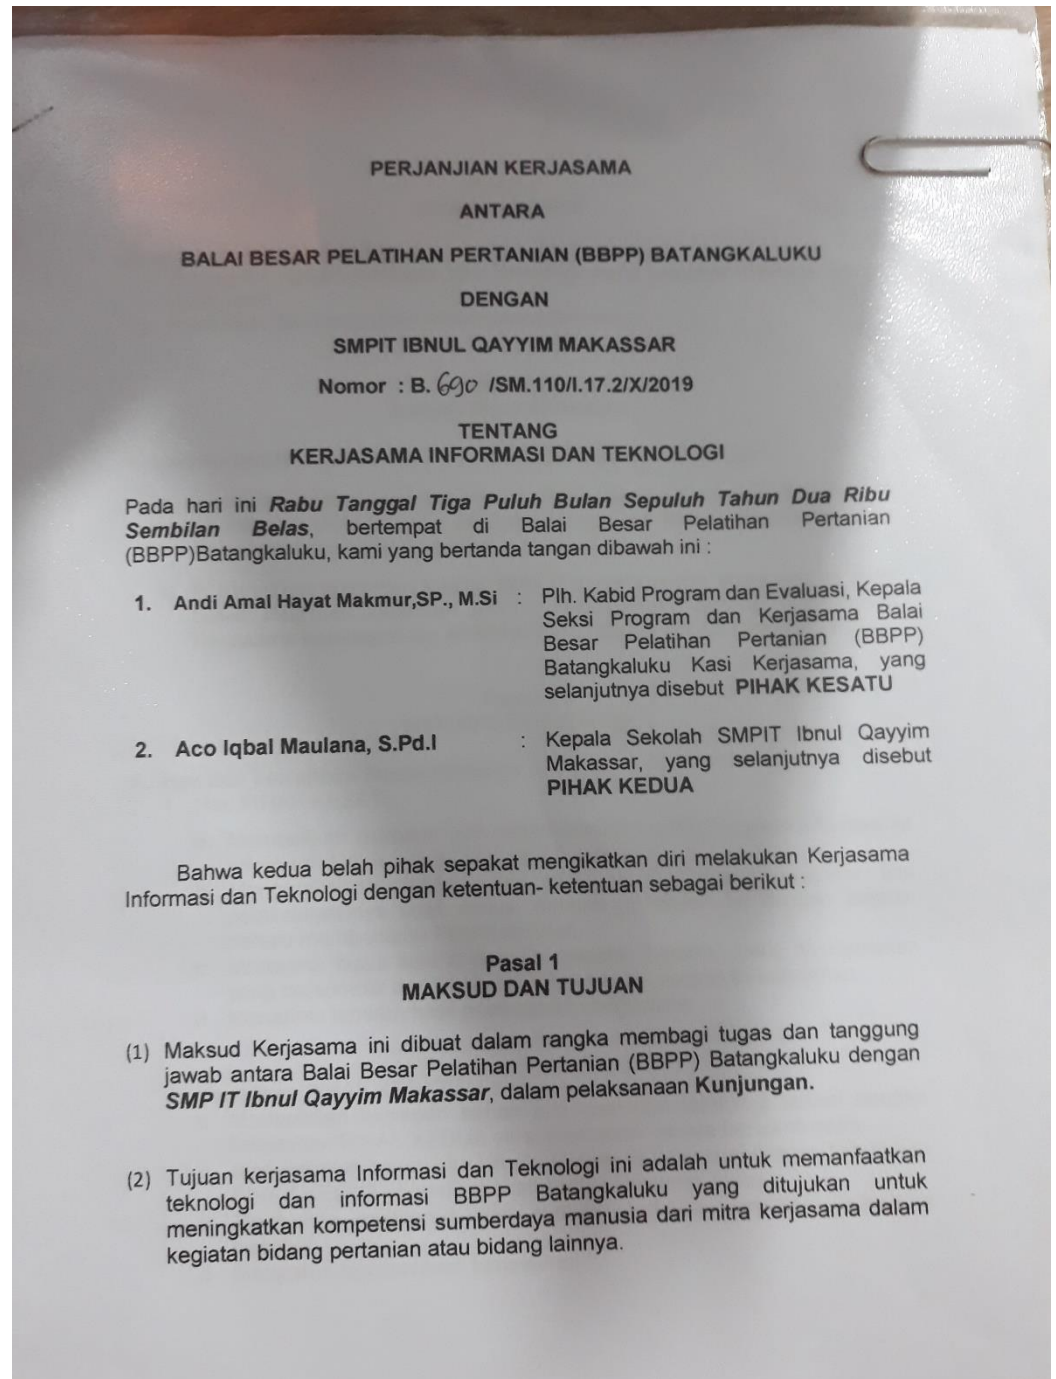 PERJANJIAN KERJASAMA
ANTARA
BALAI BESAR PELATIHAN PERTANIAN (BBPP) BATANGKALUKU
DENGAN
SMPIT IBNUL QAYYIM MAKASSAR
Nomor : B. 690 /SM.110/I.17.2/X/2019
TENTANG
KERJASAMA INFORMASI DAN TEKNOLOGI
Pada hari ini Rabu Tanggal Tiga Puluh Bulan Sepuluh Tahun Dua Ribu
Sembilan Belas, bertempat di Balai Besar Pelatihan Pertanian
(BBPP)Batangkaluku, kami yang bertanda tangan dibawah ini :
1. Andi Amal Hayat Makmur,SP., M.Si : Plh. Kabid Program dan Evaluasi, Kepala
Seksi Program dan Kerjasama Balai
Besar Pelatihan Pertanian (BBPP)
Batangkaluku Kasi Kerjasama, yang
selanjutnya disebut PIHAK KESATU
2. Aco Iqbal Maulana, S.Pd.I : Kepala Sekolah SMPIT Ibnul Qayyim
Makassar, yang selanjutnya disebut
PIHAK KEDUA
Bahwa kedua belah pihak sepakat mengikatkan diri melakukan Kerjasama
Informasi dan Teknologi dengan ketentuan- ketentuan sebagai berikut :
Pasal 1
MAKSUD DAN TUJUAN
(1) Maksud Kerjasama ini dibuat dalam rangka membagi tugas dan tanggung
jawab antara Balai Besar Pelatihan Pertanian (BBPP) Batangkaluku dengan
SMP IT Ibnul Qayyim Makassar, dalam pelaksanaan Kunjungan.
(2) Tujuan kerjasama Informasi dan Teknologi ini adalah untuk memanfaatkan
teknologi dan informasi BBPP Batangkaluku yang ditujukan untuk
meningkatkan kompetensi sumberdaya manusia dari mitra kerjasama dalam
kegiatan bidang pertanian atau bidang lainnya.